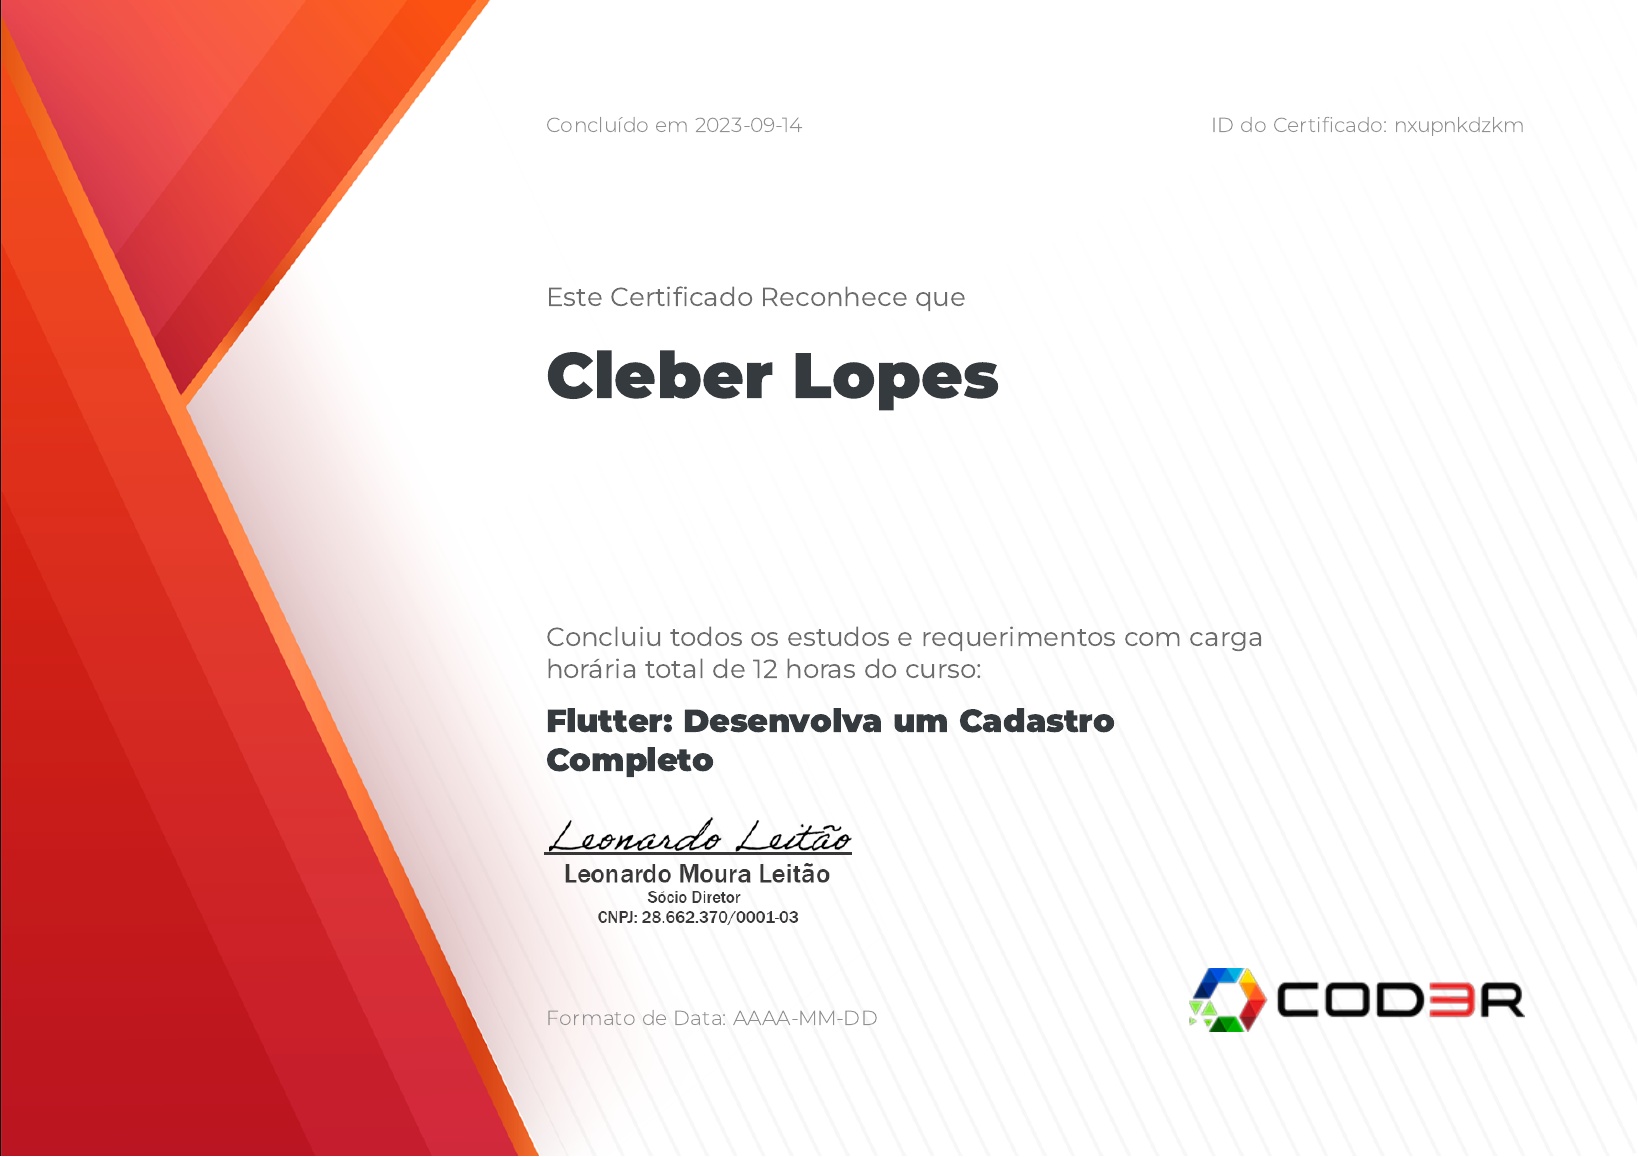 Concluído em 2023-09-14
ID do Certificado: nxupnkdzkm
Este Certificado Reconhece que
Cleber Lopes
Concluiu todos os estudos e requerimentos com carga
horária total de 12 horas do curso:
Flutter: Desenvolva um Cadastro
Completo
Leonardo Leitão
Leonardo Moura Leitão
Sócio Diretor
CNPJ: 28.662.370/0001-03
Formato de Data: AAAA-MM-DD
COD3R